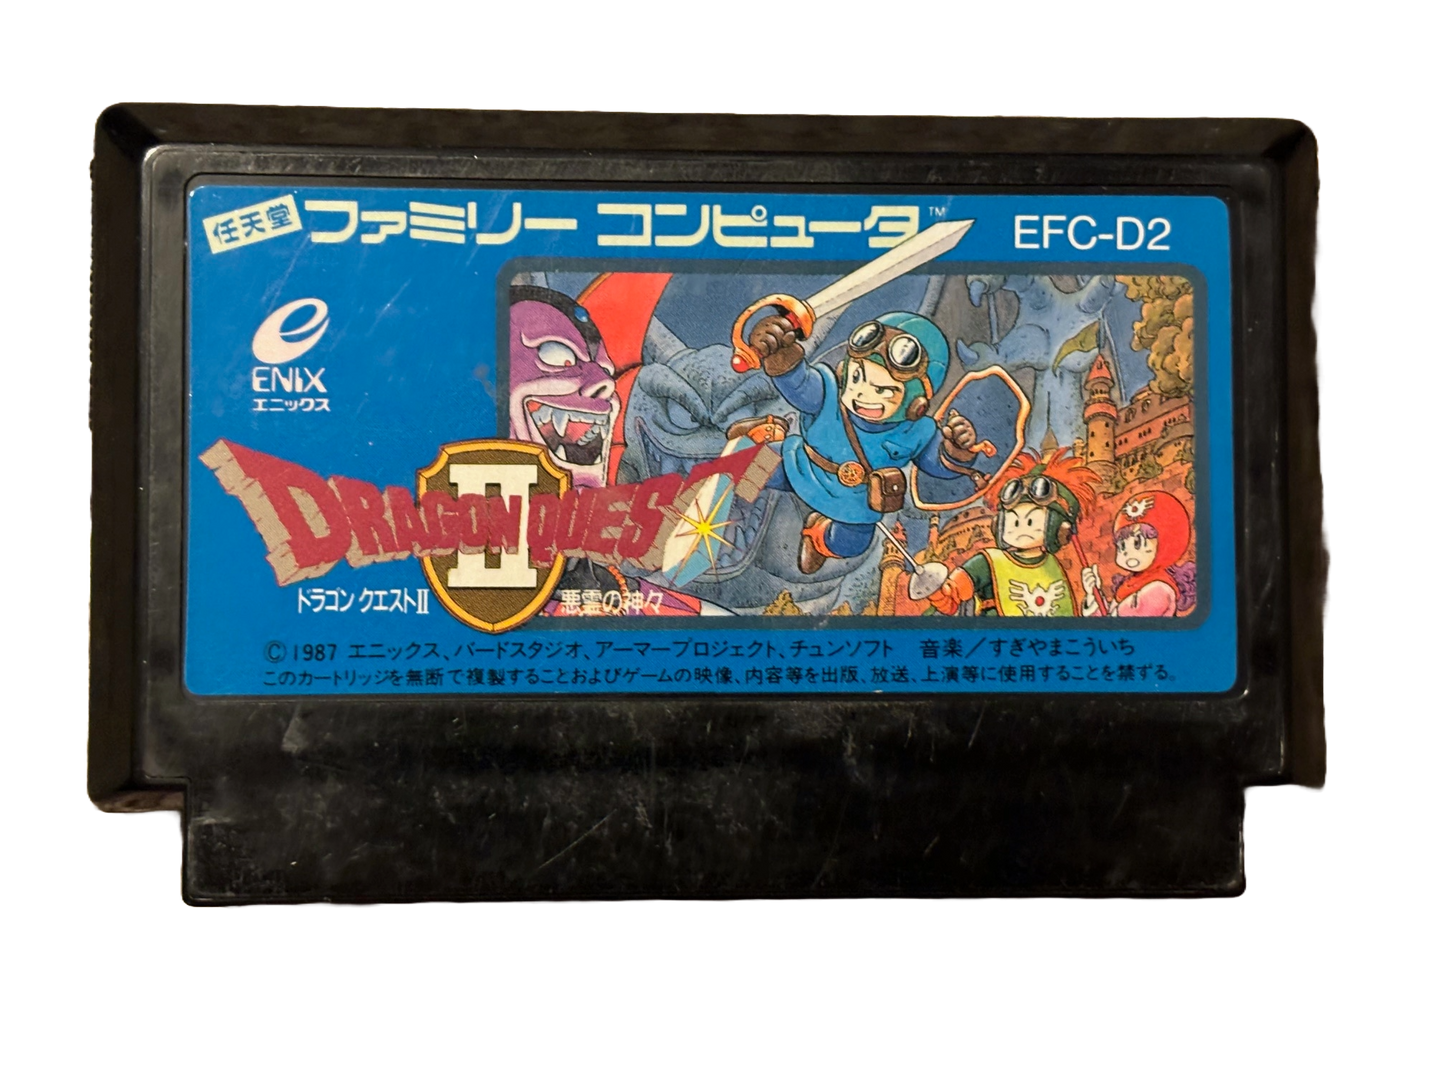 任天堂 ファミリー コンピュータ™ EFC-D2
ENIX
エニックス
DRAGON QUEST
II
ドラゴン クエストⅡ 悪霊の神々
©1987 エニックス、バードスタジオ、アーマープロジェクト、チュンソフト 音楽/すぎやまこういち
このカートリッジを無断で複製することおよびゲームの映像、内容等を出版、放送、上演等に使用することを禁ずる。